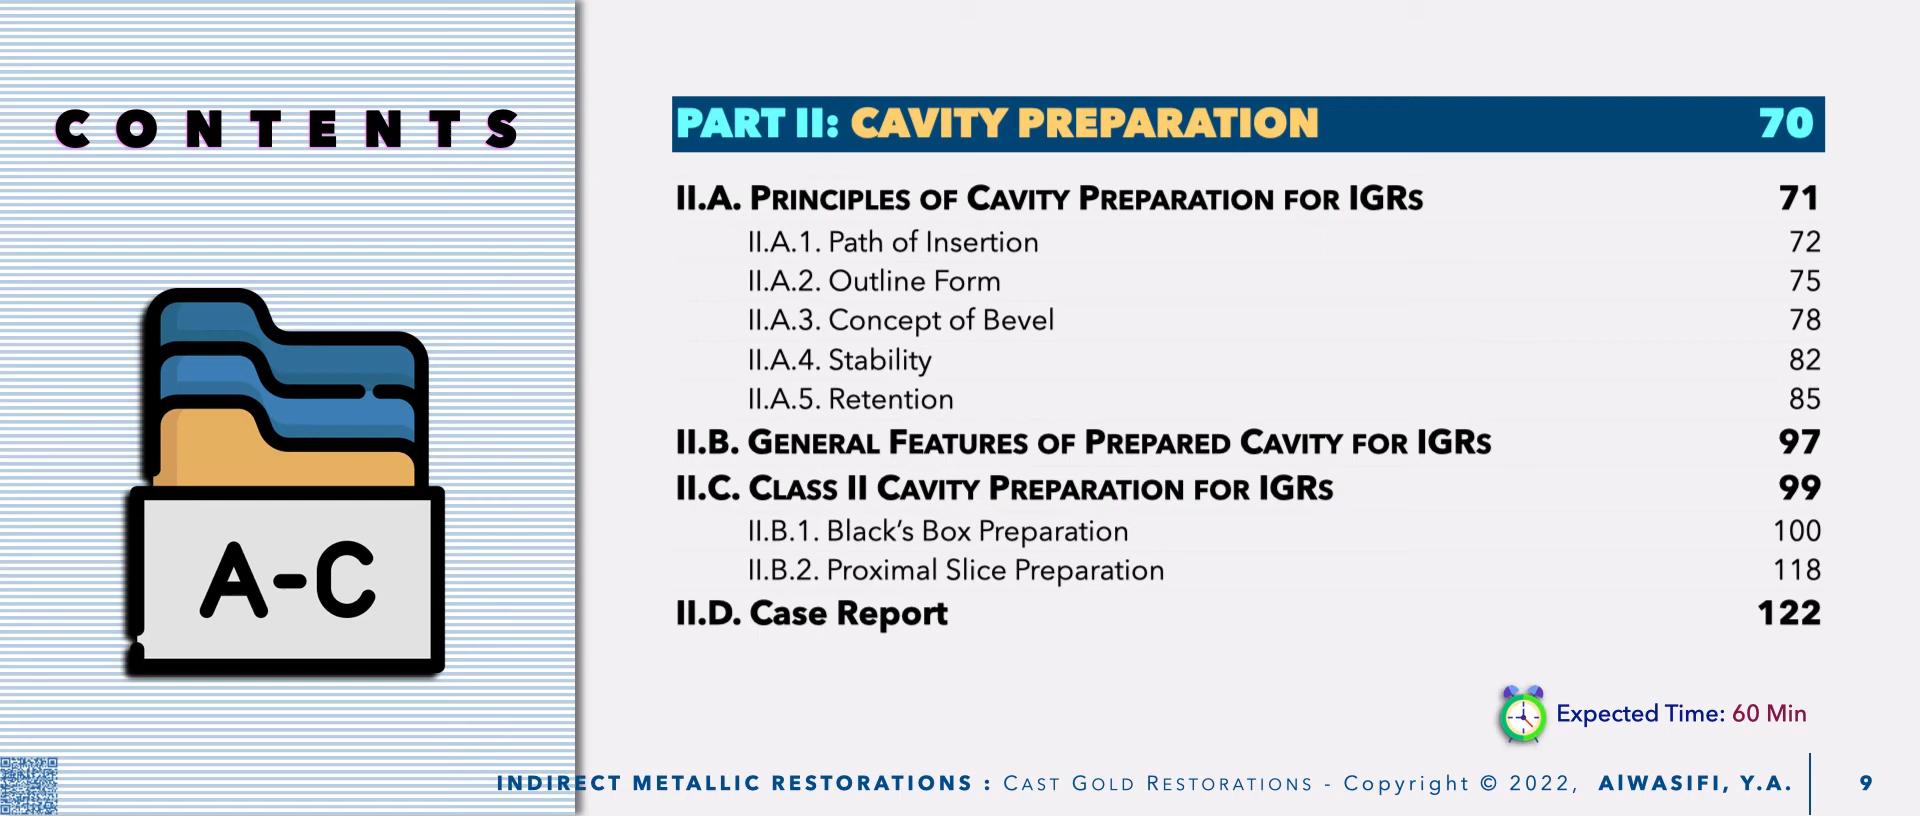 CONTENTS
A-C
PART II: CAVITY PREPARATION 70
II.A. PRINCIPLES OF CAVITY PREPARATION FOR IGRS 71
II.A.1. Path of Insertion 72
II.A.2. Outline Form 75
II.A.3. Concept of Bevel 78
II.A.4. Stability 82
II.A.5. Retention 85
II.B. GENERAL FEATURES OF PREPARED CAVITY FOR IGRS 97
II.C. CLASS II CAVITY PREPARATION FOR IGRS 99
II.B.1. Black's Box Preparation 100
II.B.2. Proximal Slice Preparation 118
II.D. Case Report 122
Expected Time: 60 Min
INDIRECT METALLIC RESTORATIONS : CAST GOLD RESTORATIONS - Copyright © 2022, AlWASIFI, Y.A. 9